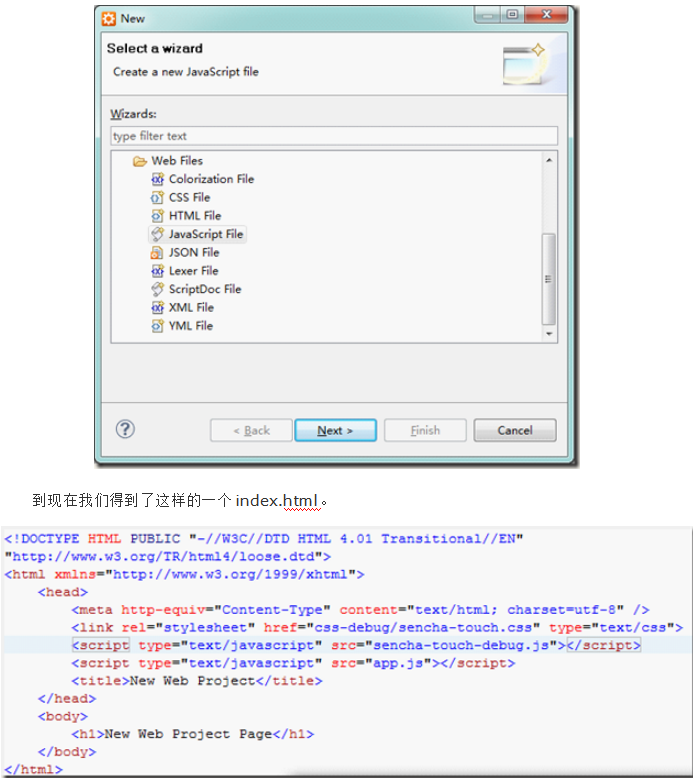 New
Select a wizard
Create a new JavaScript file
Wizards:
type filter text
Web Files
Colorization File
CSS File
HTML File
JavaScript File
JSON File
Lexer File
ScriptDoc File
XML File
YML File
?
< Back
Next >
Finish
Cancel
到现在我们得到了这样的一个 index.html。
<!DOCTYPE HTML PUBLIC "-//W3C//DTD HTML 4.01 Transitional//EN"
"http://www.w3.org/TR/html4/loose.dtd">
<html xmlns="http://www.w3.org/1999/xhtml">
<head>
<meta http-equiv="Content-Type" content="text/html; charset=utf-8" />
<link rel="stylesheet" href="css-debug/sencha-touch.css" type="text/css">
<script type="text/javascript" src="sencha-touch-debug.js"></script>
<script type="text/javascript" src="app.js"></script>
<title>New Web Project</title>
</head>
<body>
<h1>New Web Project Page</h1>
</body>
</html>